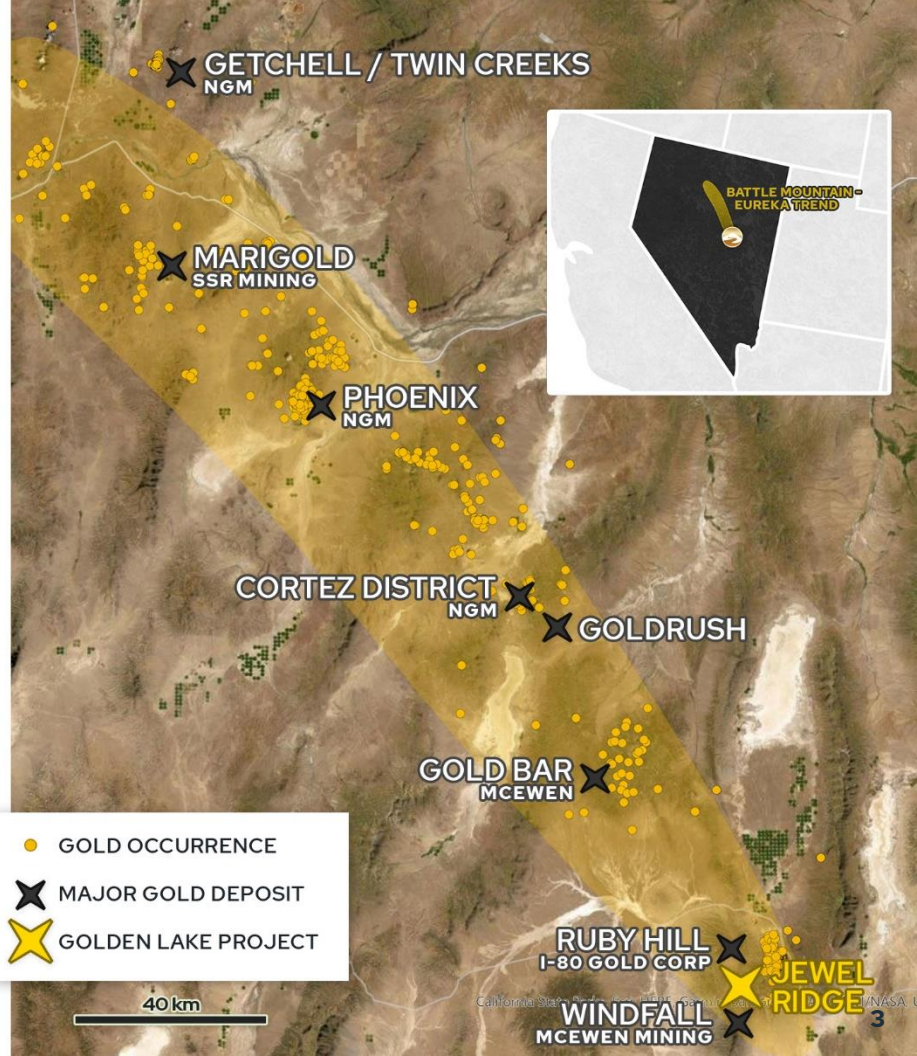 GETCHELL / TWIN CREEKS
NGM
BATTLE MOUNTAIN -
EUREKA TREND
MARIGOLD
SSR MINING
PHOENIX
NGM
CORTEZ DISTRICT
NGM
GOLDRUSH
GOLD BAR
MCEWEN
GOLD OCCURRENCE
MAJOR GOLD DEPOSIT
GOLDEN LAKE PROJECT
40 km
RUBY HILL
I-80 GOLD CORP
JEWEL
RIDGE
California State
WINDFALL
MCEWEN MINING
3